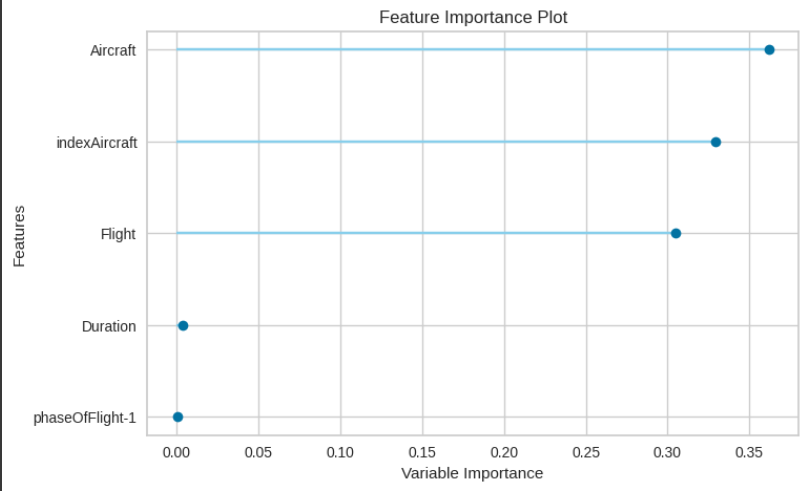 Feature Importance Plot
Aircraft
indexAircraft
Flight
Duration
phaseOfFlight-1
Features
0.00 0.05 0.10 0.15 0.20 0.25 0.30 0.35
Variable Importance